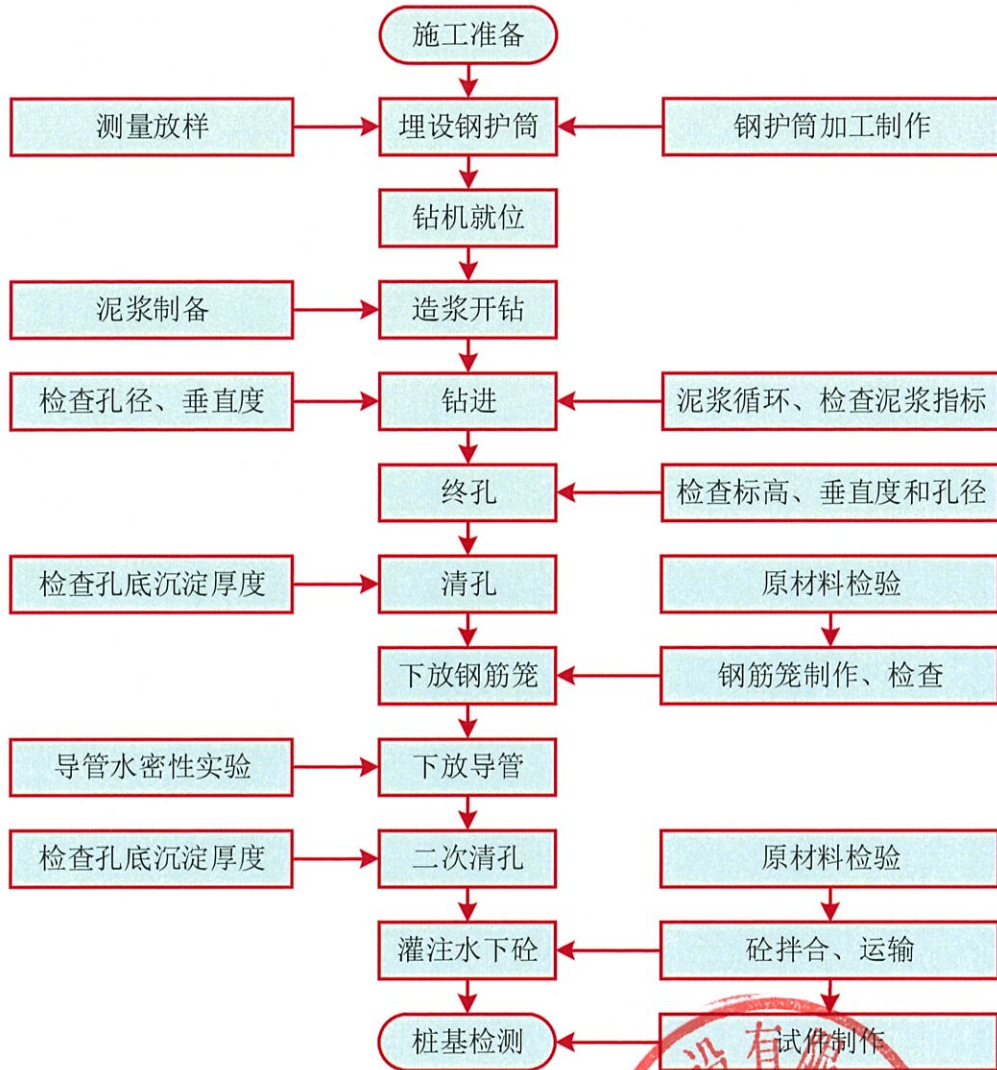 施工准备
测量放样
埋设钢护筒
钢护筒加工制作
钻机就位
泥浆制备
造浆开钻
检查孔径、垂直度
钻进
泥浆循环、检查泥浆指标
终孔
检查标高、垂直度和孔径
检查孔底沉淀厚度
清孔
原材料检验
下放钢筋笼
钢筋笼制作、检查
导管水密性实验
下放导管
检查孔底沉淀厚度
二次清孔
原材料检验
灌注水下砼
砼拌合、运输
桩基检测
试件制作
设有限